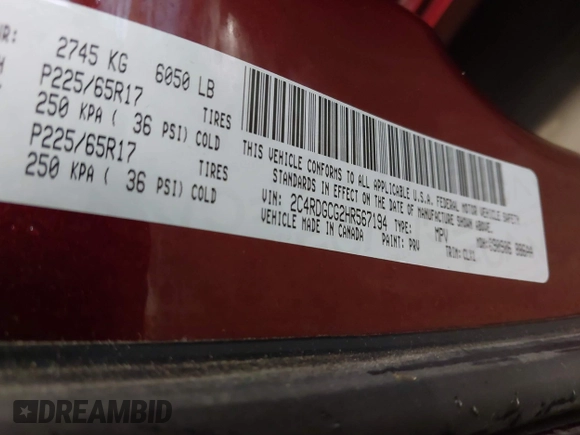 2745 KG 6050 LB
P225/65R17 TIRES
250 KPA ( 36 PSI) COLD
P225/65R17 TIRES
250 KPA ( 36 PSI) COLD
THIS VEHICLE CONFORMS TO ALL APPLICABLE U.S.A. FEDERAL MOTOR VEHICLE SAFETY
STANDARDS IN EFFECT ON THE DATE OF MANUFACTURE SHOWN ABOVE.
VIN: 2C4RDGCG2HR567194 TYPE: MPV
VEHICLE MADE IN CANADA PAINT: PRV TRIM: CLX1
DREAMBID